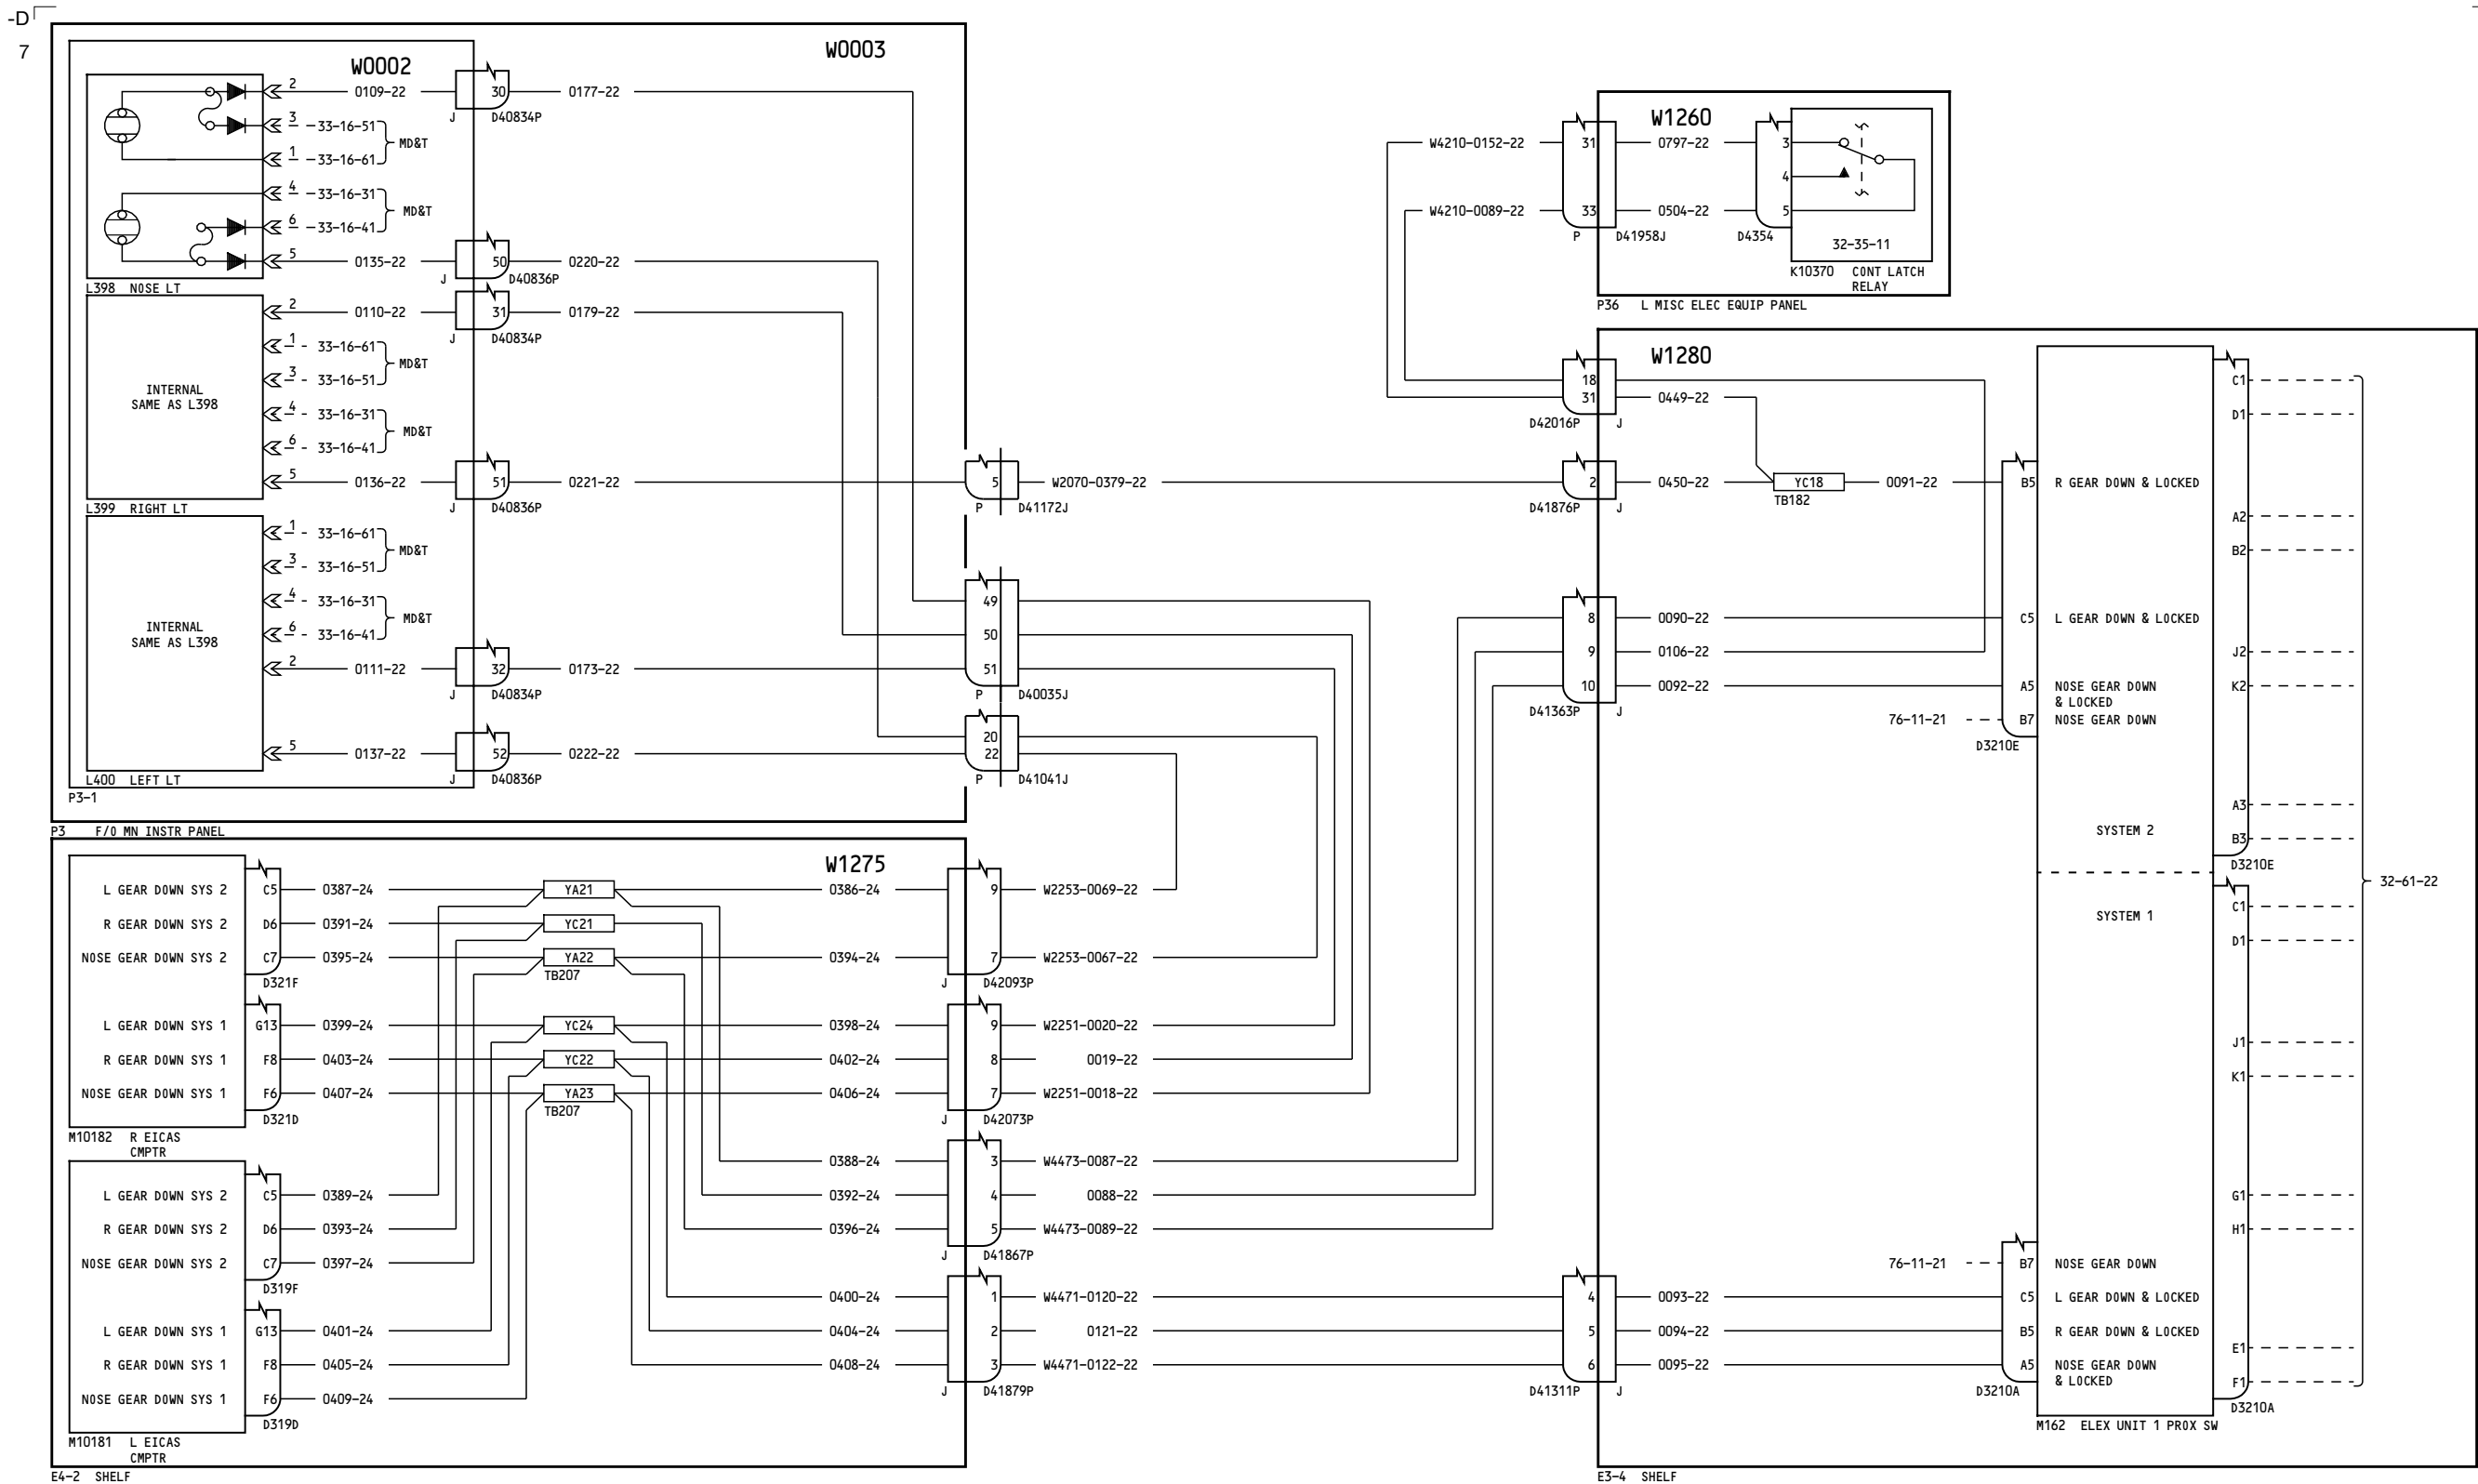 -D
7
W0003
W0002
2
0109-22
30
0177-22
J
D40834P
3
33-16-51
MD&T
1
33-16-61
4
33-16-31
MD&T
6
33-16-41
5
0135-22
50
0220-22
J
D40836P
L398 NOSE LT
2
0110-22
31
0179-22
J
D40834P
1
33-16-61
MD&T
3
33-16-51
INTERNAL
SAME AS L398
4
33-16-31
MD&T
6
33-16-41
5
0136-22
51
0221-22
J
D40836P
L399 RIGHT LT
1
33-16-61
MD&T
3
33-16-51
4
33-16-31
MD&T
6
33-16-41
INTERNAL
SAME AS L398
2
0111-22
32
0173-22
J
D40834P
5
0137-22
52
0222-22
J
D40836P
L400 LEFT LT
P3-1
P3 F/O MN INSTR PANEL
5
P
D41172J
W2070-0379-22
49
50
51
P
D40035J
20
22
P
D41041J
W1260
W4210-0152-22
31
0797-22
3
4
W4210-0089-22
33
0504-22
5
P
D41958J
D4354
32-35-11
K10370 CONT LATCH
RELAY
P36 L MISC ELEC EQUIP PANEL
W1280
18
31
0449-22
D42016P
J
2
0450-22
YC18
TB182
0091-22
B5
R GEAR DOWN & LOCKED
D41876P
J
8
0090-22
C5
L GEAR DOWN & LOCKED
9
0106-22
10
0092-22
A5
NOSE GEAR DOWN
& LOCKED
D41363P
J
76-11-21
B7
NOSE GEAR DOWN
D3210E
SYSTEM 2
SYSTEM 1
C1
D1
A2
B2
J2
K2
A3
B3
D3210E
32-61-22
C1
D1
J1
K1
G1
H1
E1
F1
D3210A
76-11-21
B7
NOSE GEAR DOWN
4
0093-22
C5
L GEAR DOWN & LOCKED
5
0094-22
B5
R GEAR DOWN & LOCKED
6
0095-22
A5
NOSE GEAR DOWN
& LOCKED
D41311P
J
D3210A
M162 ELEX UNIT 1 PROX SW
E3-4 SHELF
W1275
L GEAR DOWN SYS 2
C5
0387-24
YA21
0386-24
9
W2253-0069-22
R GEAR DOWN SYS 2
D6
0391-24
YC21
NOSE GEAR DOWN SYS 2
C7
0395-24
YA22
TB207
0394-24
7
W2253-0067-22
D321F
J
D42093P
L GEAR DOWN SYS 1
G13
0399-24
YC24
0398-24
9
W2251-0020-22
R GEAR DOWN SYS 1
F8
0403-24
YC22
0402-24
8
0019-22
NOSE GEAR DOWN SYS 1
F6
0407-24
YA23
TB207
0406-24
7
W2251-0018-22
D321D
J
D42073P
M10182 R EICAS
CMPTR
0388-24
3
W4473-0087-22
L GEAR DOWN SYS 2
C5
0389-24
0392-24
4
0088-22
R GEAR DOWN SYS 2
D6
0393-24
0396-24
5
W4473-0089-22
J
D41867P
NOSE GEAR DOWN SYS 2
C7
0397-24
D319F
0400-24
1
W4471-0120-22
L GEAR DOWN SYS 1
G13
0401-24
0404-24
2
0121-22
R GEAR DOWN SYS 1
F8
0405-24
0408-24
3
W4471-0122-22
J
D41879P
NOSE GEAR DOWN SYS 1
F6
0409-24
D319D
M10181 L EICAS
CMPTR
E4-2 SHELF